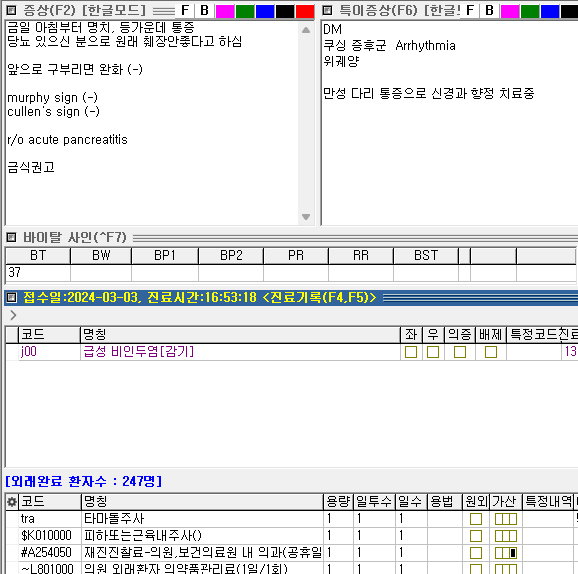 증상(F2) [한글모드] F B
특이증상(F6) [한글! F B
금일 아침부터 명치, 등가운데 통증
당뇨 있으신 분으로 원래 췌장안좋다고 하심
앞으로 구부리면 완화 (-)
murphy sign (-)
cullen's sign (-)
r/o acute pancreatitis
금식권고
DM
쿠싱 증후군 Arrhythmia
위궤양
만성 다리 통증으로 신경과 향정 치료중
바이탈 사인(^F7)
BT BW BP1 BP2 PR RR BST
37
접수일:2024-03-03, 진료시간:16:53:18 <진료기록(F4,F5)>
>
코드 명칭 좌 우 의증 배제 특정코드 진료
j00 급성 비인두염[감기] 13
[외래완료 환자수 : 247명]
코드 명칭 용량 일투수 일수 용법 원외 가산 특정내역
tra 타마돌주사 1 1 1
$K010000 피하또는근육내주사() 1 1 1
#A254050 재진진찰료-의원,보건의료원 내 의과(공휴일 1 1 1
~L801000 의원 외래환자 의약품관리료(1일/1회) 1 1 1